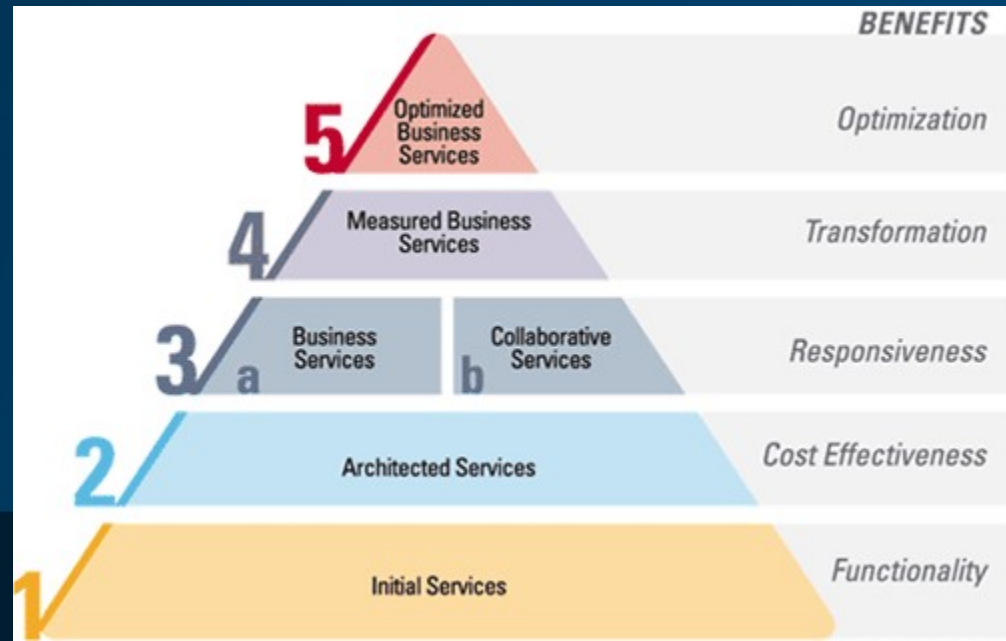 BENEFITS
5
Optimized
Business
Services
Optimization
4
Measured Business
Services
Transformation
3
a
Business
Services
b
Collaborative
Services
Responsiveness
2
Architected Services
Cost Effectiveness
1
Initial Services
Functionality